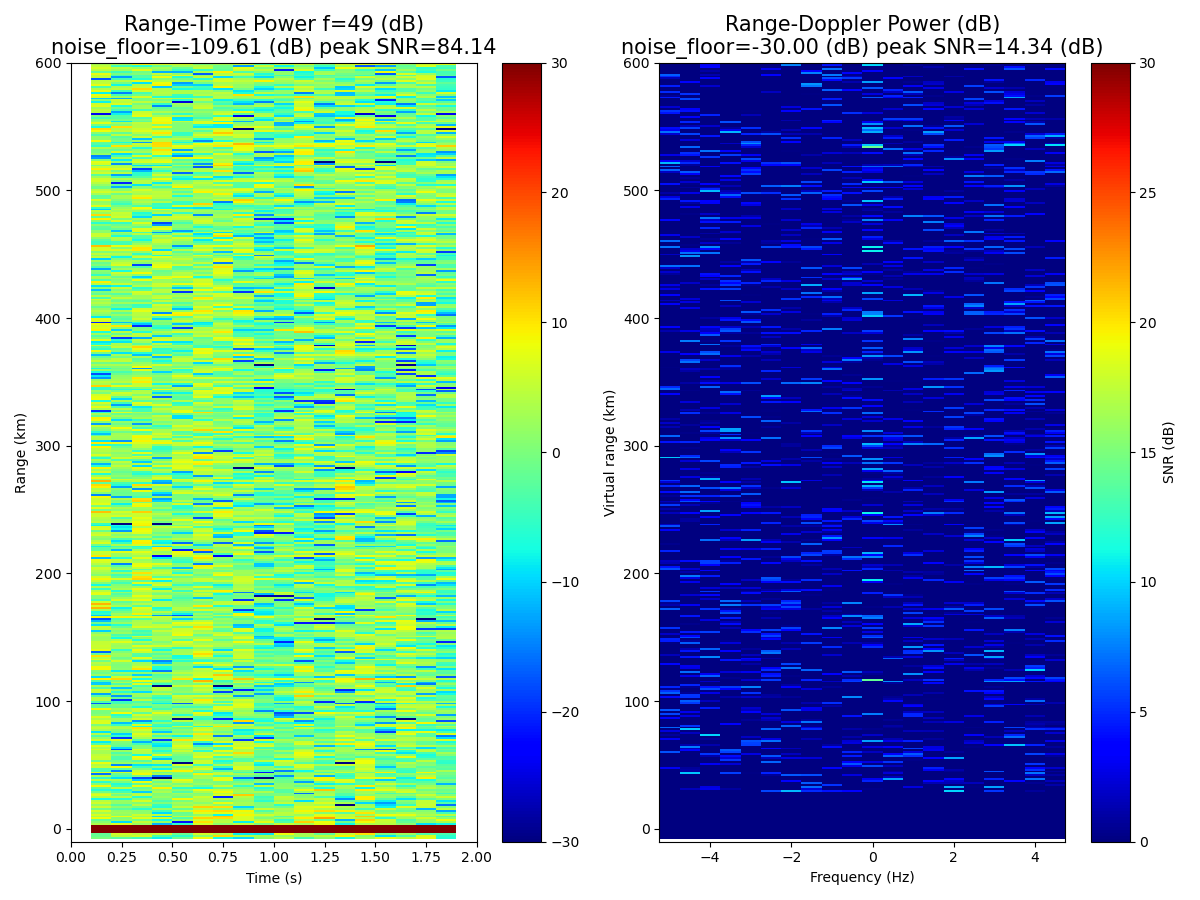 Range-Time Power f=49 (dB)
noise_floor=-109.61 (dB) peak SNR=84.14
600
500
400
300
200
100
0
Range (km)
0.00 0.25 0.50 0.75 1.00 1.25 1.50 1.75 2.00
Time (s)
30
20
10
0
−10
−20
−30
Range-Doppler Power (dB)
noise_floor=-30.00 (dB) peak SNR=14.34 (dB)
600
500
400
300
200
100
0
Virtual range (km)
−4 −2 0 2 4
Frequency (Hz)
30
25
20
15
10
5
0
SNR (dB)